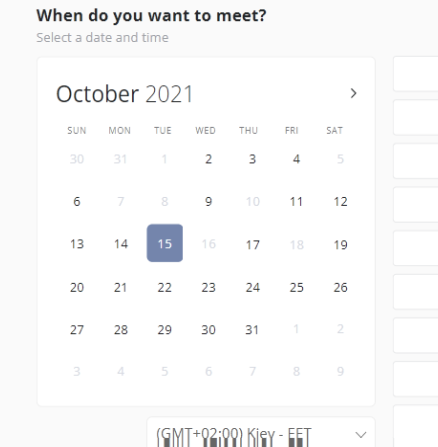 When do you want to meet?
Select a date and time
October 2021
SUN MON TUE WED THU FRI SAT
30 31 1 2 3 4 5
6 7 8 9 10 11 12
13 14 15 16 17 18 19
20 21 22 23 24 25 26
27 28 29 30 31 1 2
3 4 5 6 7 8 9
(GMT+02:00) Kiev - EET